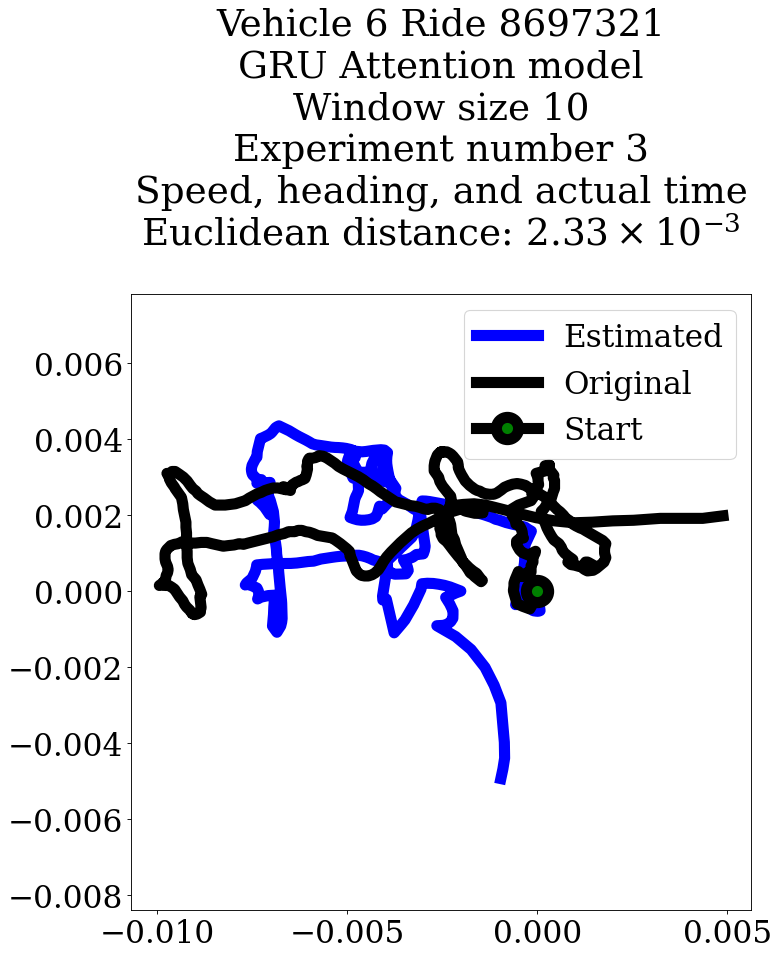 Vehicle 6 Ride 8697321
GRU Attention model
Window size 10
Experiment number 3
Speed, heading, and actual time
Euclidean distance: 2.33 × 10⁻³
Estimated
Original
Start
0.006
0.004
0.002
0.000
−0.002
−0.004
−0.006
−0.008
−0.010 −0.005 0.000 0.005